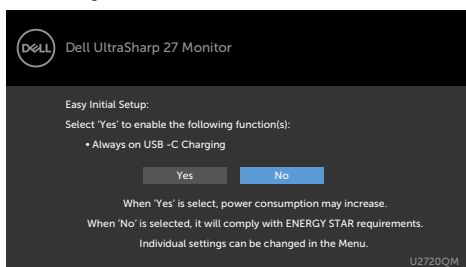 DELL
Dell UltraSharp 27 Monitor
Easy Initial Setup:
Select ‘Yes’ to enable the following function(s):
• Always on USB -C Charging
Yes
No
When ‘Yes’ is select, power consumption may increase.
When ‘No’ is selected, it will comply with ENERGY STAR requirements.
Individual settings can be changed in the Menu.
U2720QM